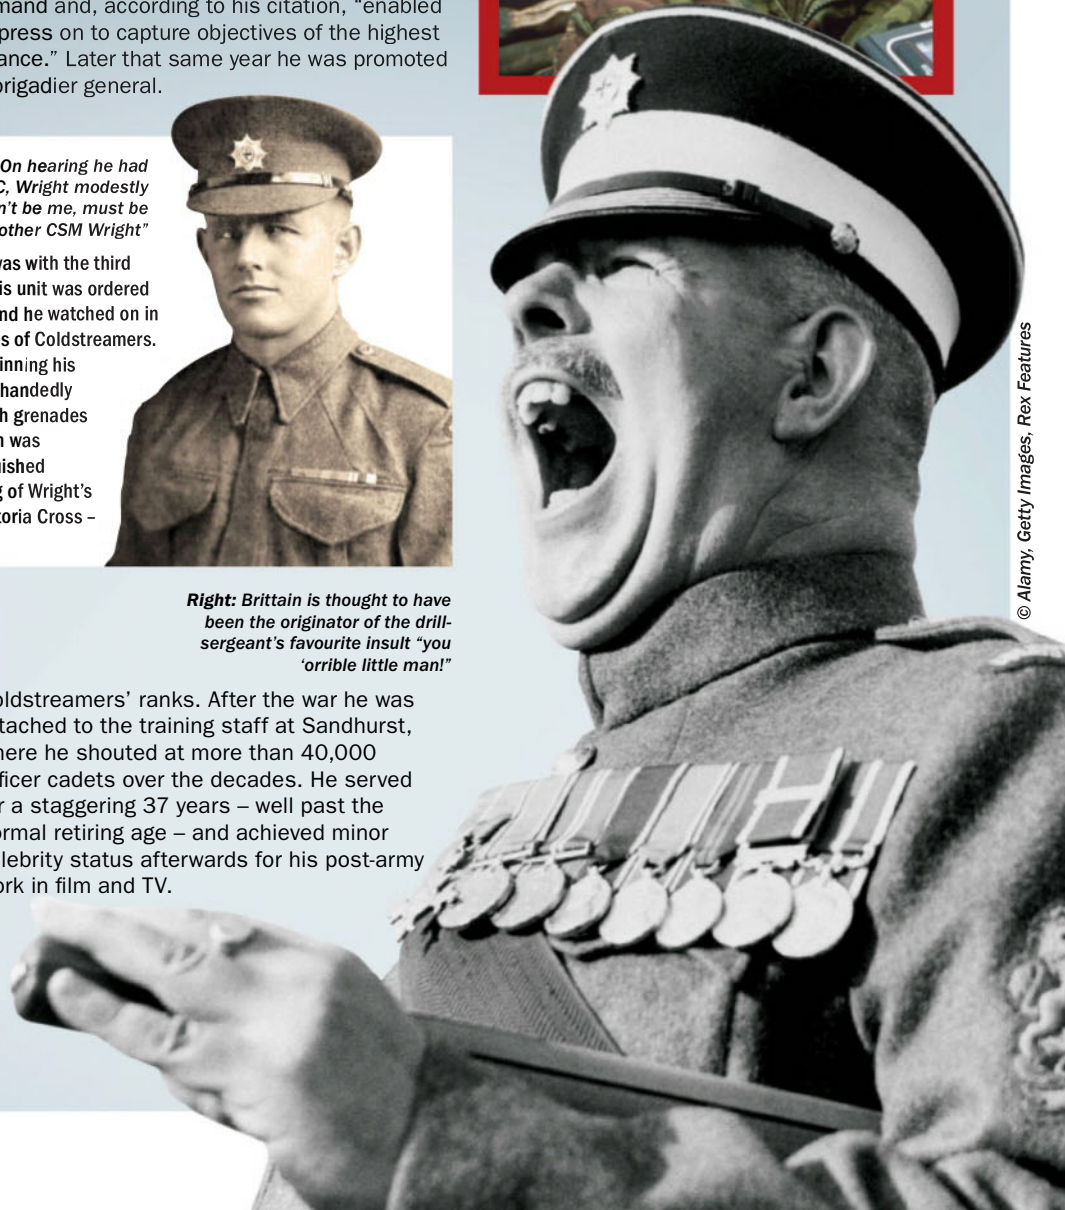 mand and, according to his citation, “enabled
press on to capture objectives of the highest
ance.” Later that same year he was promoted
brigadier general.
On hearing he had
C, Wright modestly
n’t be me, must be
other CSM Wright”
was with the third
is unit was ordered
nd he watched on in
s of Coldstreamers.
inning his
handedly
h grenades
n was
uished
g of Wright’s
toria Cross –
Right: Brittain is thought to have
been the originator of the drill-
sergeant’s favourite insult “you
‘orrible little man!”
oldstreamers’ ranks. After the war he was
ttached to the training staff at Sandhurst,
here he shouted at more than 40,000
fficer cadets over the decades. He served
r a staggering 37 years – well past the
ormal retiring age – and achieved minor
elebrity status afterwards for his post-army
ork in film and TV.
© Alamy, Getty Images, Rex Features